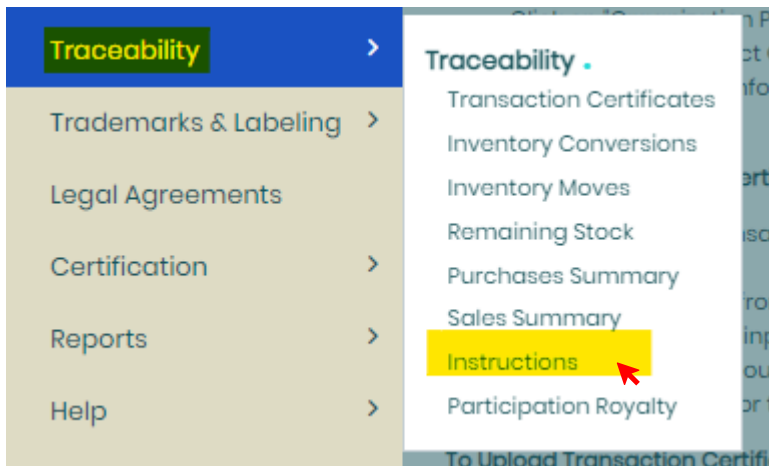 Traceability
Trademarks & Labeling
Legal Agreements
Certification
Reports
Help
Traceability .
Transaction Certificates
Inventory Conversions
Inventory Moves
Remaining Stock
Purchases Summary
Sales Summary
Instructions
Participation Royalty
To Upload Transaction